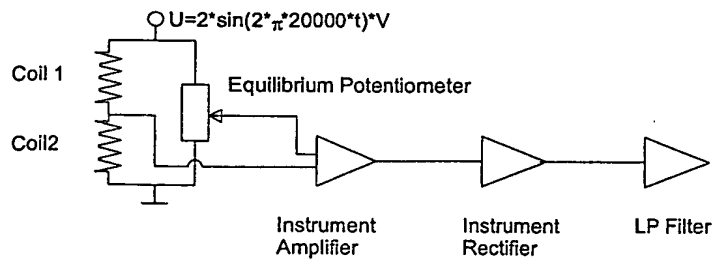 U=2*sin(2*π*20000*t)*V
Coil 1
Equilibrium Potentiometer
Coil2
Instrument
Amplifier
Instrument
Rectifier
LP Filter